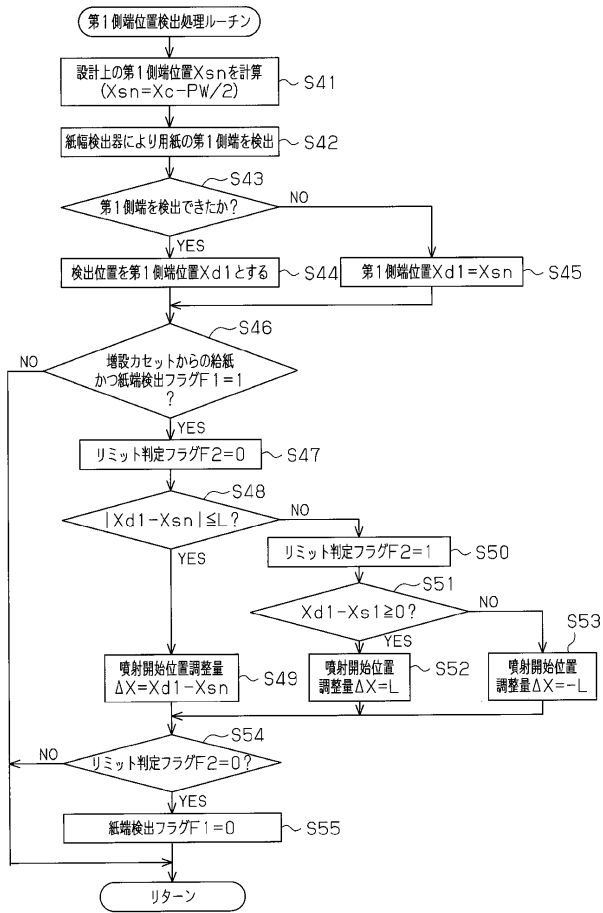 第1側端位置検出処理ルーチン
設計上の第1側端位置Xsnを計算
(Xsn=Xc-PW/2)
S41
紙幅検出器により用紙の第1側端を検出
S42
S43
第1側端を検出できたか?
NO
YES
検出位置を第1側端位置Xd1とする
S44
第1側端位置Xd1=Xsn
S45
S46
NO
増設カセットからの給紙
かつ紙端検出フラグF1=1
?
YES
リミット判定フラグF2=0
S47
S48
|Xd1-Xsn|≦L?
NO
YES
リミット判定フラグF2=1
S50
S51
Xd1-Xs1≧0?
NO
YES
S53
噴射開始位置調整量
ΔX=Xd1-Xsn
S49
噴射開始位置
調整量ΔX=L
S52
噴射開始位置
調整量ΔX=-L
S54
NO
リミット判定フラグF2=0?
YES
紙端検出フラグF1=0
S55
リターン